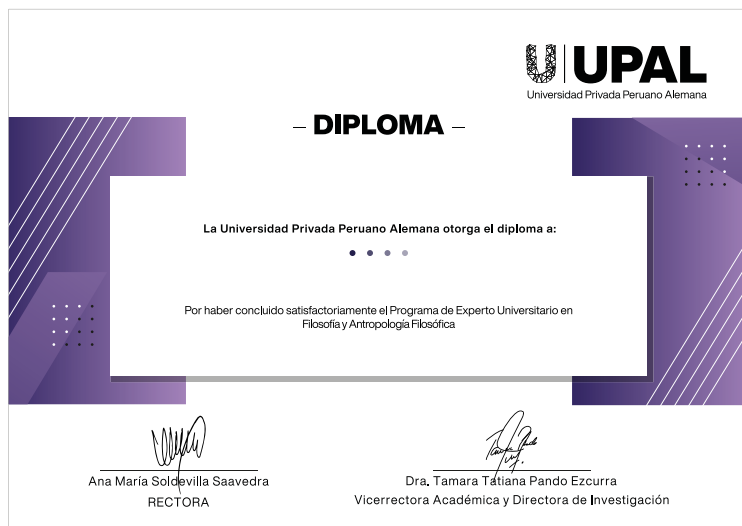 UPAL
Universidad Privada Peruano Alemana
– DIPLOMA –
La Universidad Privada Peruano Alemana otorga el diploma a:
Por haber concluido satisfactoriamente el Programa de Experto Universitario en
Filosofía y Antropología Filosófica
Ana María Soldevilla Saavedra
RECTORA
Dra. Tamara Tatiana Pando Ezcurra
Vicerrectora Académica y Directora de Investigación